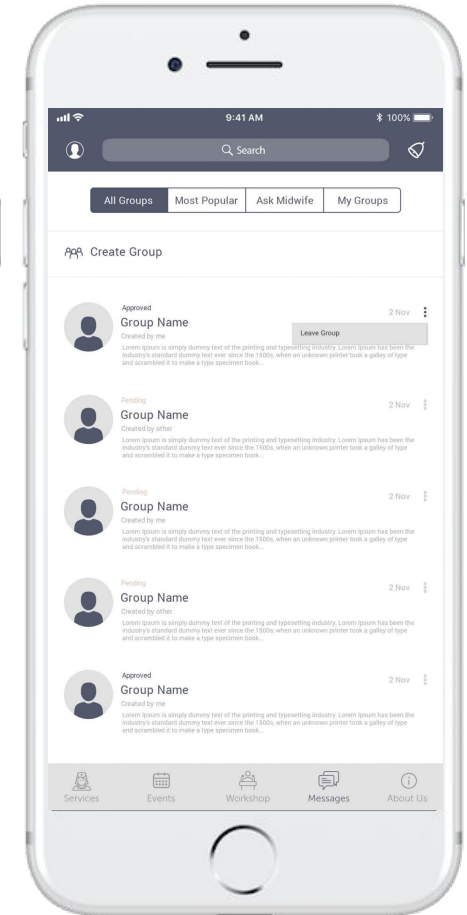 9:41 AM
100%
Search
All Groups Most Popular Ask Midwife My Groups
Create Group
Approved
2 Nov
Group Name
Leave Group
Created by me
Lorem Ipsum is simply dummy text of the printing and typesetting industry. Lorem Ipsum has been the
industry's standard dummy text ever since the 1500s, when an unknown printer took a galley of type
and scrambled it to make a type specimen book...
Pending
2 Nov
Group Name
Created by other
Lorem Ipsum is simply dummy text of the printing and typesetting industry. Lorem Ipsum has been the
industry's standard dummy text ever since the 1500s, when an unknown printer took a galley of type
and scrambled it to make a type specimen book...
Pending
2 Nov
Group Name
Created by me
Lorem Ipsum is simply dummy text of the printing and typesetting industry. Lorem Ipsum has been the
industry's standard dummy text ever since the 1500s, when an unknown printer took a galley of type
and scrambled it to make a type specimen book...
Pending
2 Nov
Group Name
Created by other
Lorem Ipsum is simply dummy text of the printing and typesetting industry. Lorem Ipsum has been the
industry's standard dummy text ever since the 1500s, when an unknown printer took a galley of type
and scrambled it to make a type specimen book...
Approved
2 Nov
Group Name
Created by me
Lorem Ipsum is simply dummy text of the printing and typesetting industry. Lorem Ipsum has been the
industry's standard dummy text ever since the 1500s, when an unknown printer took a galley of type
and scrambled it to make a type specimen book...
Services Events Workshop Messages About Us